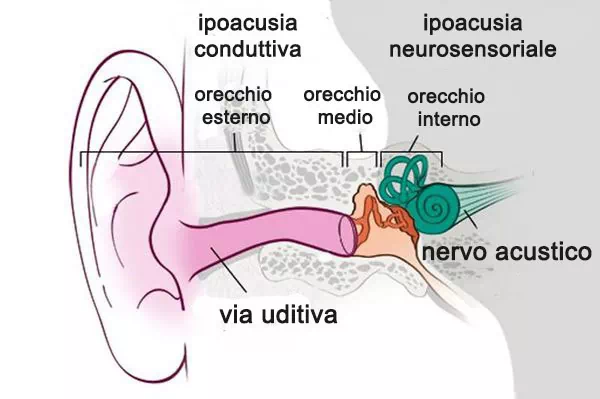 ipoacusia
conduttiva
ipoacusia
neurosensoriale
orecchio
esterno
orecchio
medio
orecchio
interno
nervo acustico
via uditiva